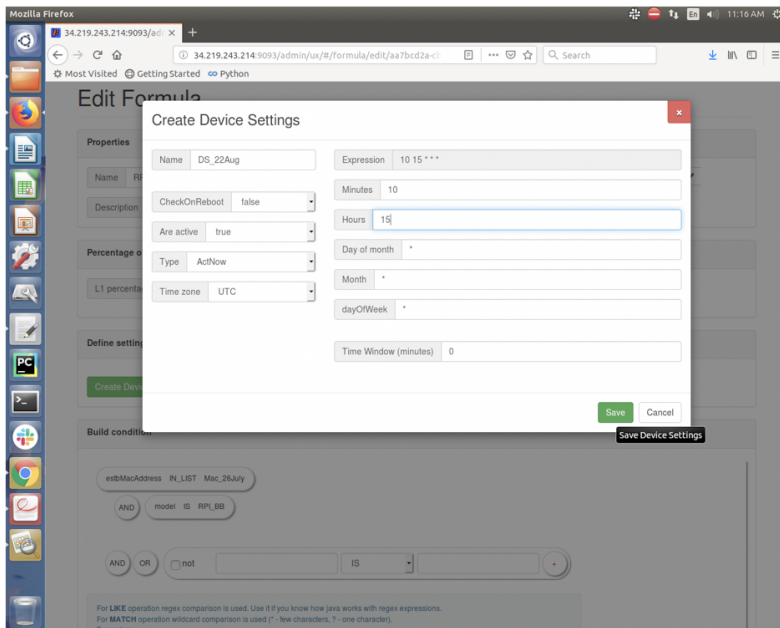 Mozilla Firefox
En
11:16 AM
34.219.243.214:9093/adm
34.219.243.214:9093/admin/ux/#/formula/edit/aa7bcd2a-c
Search
Most Visited Getting Started Python
Edit Formula
Create Device Settings
×
Properties
Name DS_22Aug
Expression 10 15 * * *
Name
Minutes 10
CheckOnReboot false
Hours 15
Description
Are active true
Day of month *
Percentage o
Type ActNow
Month *
L1 percenta
Time zone UTC
dayOfWeek *
Define setting
Time Window (minutes) 0
Create Devi
Save Cancel
Save Device Settings
Build condition
estbMacAddress IN_LIST Mac_26July
AND model IS RPI_BB
AND OR not IS +
For LIKE operation regex comparison is used. Use it if you know how java works with regex expressions.
For MATCH operation wildcard comparison is used (* - few characters, ? - one character).